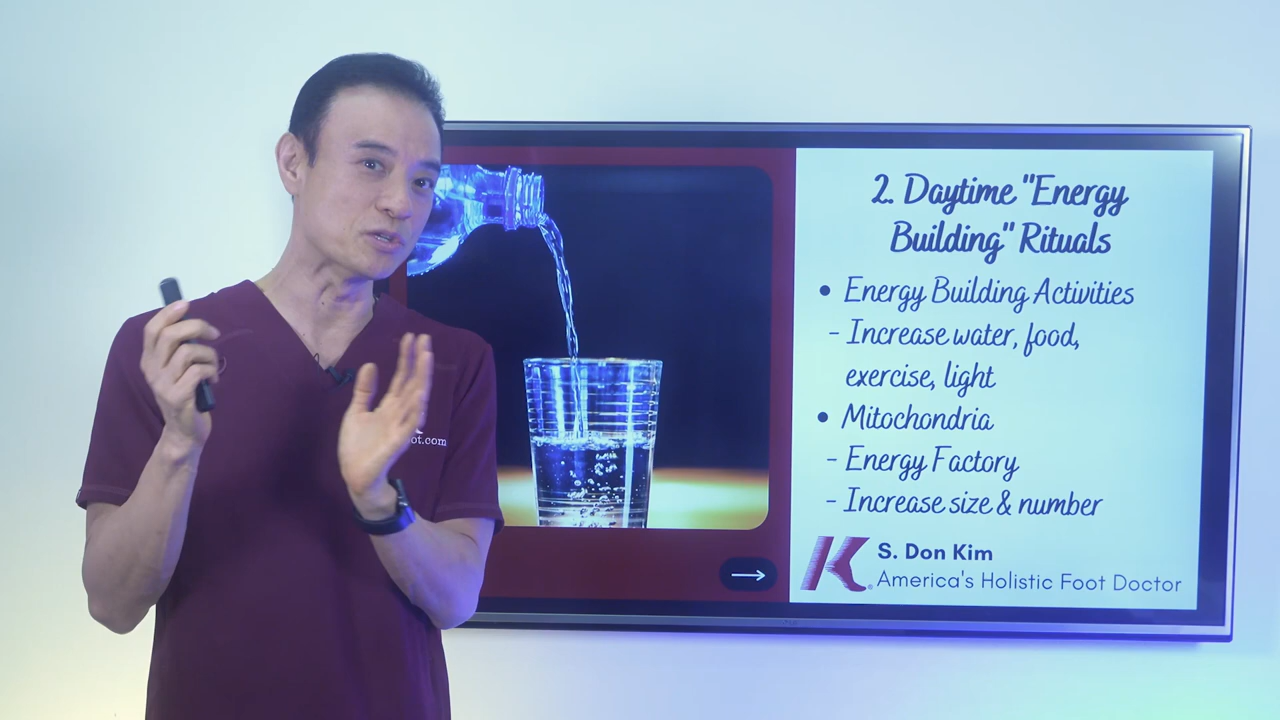 2. Daytime "Energy
Building" Rituals
• Energy Building Activities
- Increase water, food,
exercise, light
• Mitochondria
- Energy Factory
- Increase size & number
K®
S. Don Kim
America's Holistic Foot Doctor